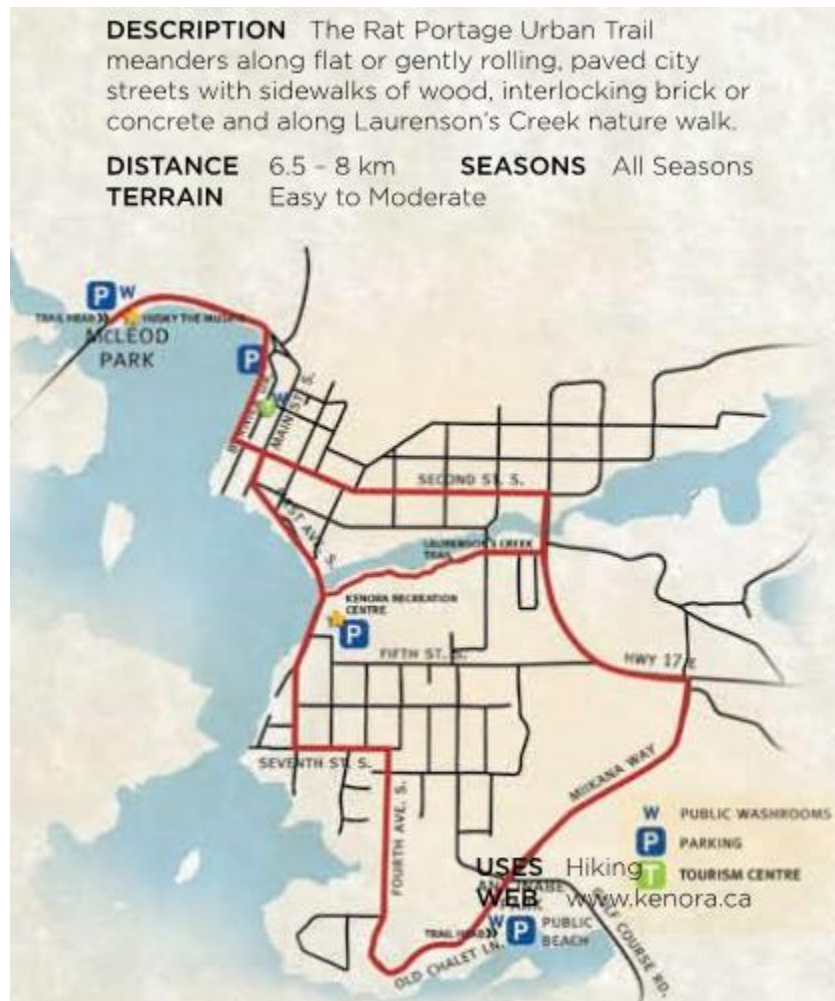 DESCRIPTION The Rat Portage Urban Trail
meanders along flat or gently rolling, paved city
streets with sidewalks of wood, interlocking brick or
concrete and along Laurenson's Creek nature walk.
DISTANCE 6.5 - 8 km SEASONS All Seasons
TERRAIN Easy to Moderate
P W
TRAIL HEAD HUSKY THE MUSKIE
McLEOD
PARK
P
W
MAIN ST. S.
SECOND ST. S.
1ST AVE. S.
LAURENSON'S CREEK
TRAIL
KENORA RECREATION
CENTRE
P
FIFTH ST. S.
HWY 17 E
SEVENTH ST. S.
MIIKANA WAY
FOURTH AVE. S.
W PUBLIC WASHROOMS
P PARKING
T TOURISM CENTRE
USES Hiking
WEB www.kenora.ca
PARK
W
P PUBLIC
BEACH
TRAIL HEAD
OLD CHALET LN.
GOLF COURSE RD.